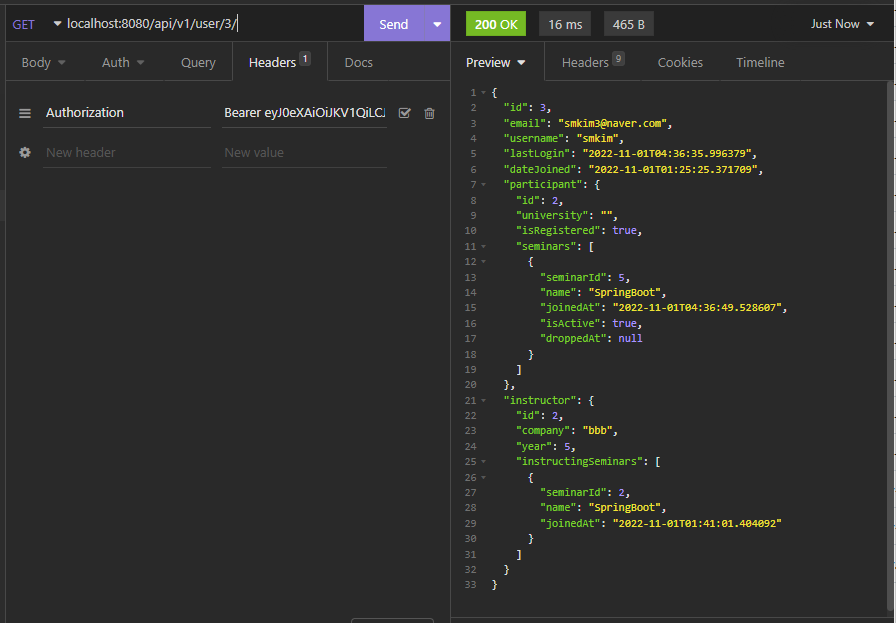 GET localhost:8080/api/v1/user/3/ Send 200 OK 16 ms 465 B Just Now
Body Auth Query Headers 1 Docs Preview Headers 9 Cookies Timeline
Authorization Bearer eyJ0eXAiOiJKV1QiLCJ
New header New value
1 {
2 "id": 3,
3 "email": "smkim3@naver.com",
4 "username": "smkim",
5 "lastLogin": "2022-11-01T04:36:35.996379",
6 "dateJoined": "2022-11-01T01:25:25.371709",
7 "participant": {
8 "id": 2,
9 "university": "",
10 "isRegistered": true,
11 "seminars": [
12 {
13 "seminarId": 5,
14 "name": "SpringBoot",
15 "joinedAt": "2022-11-01T04:36:49.528607",
16 "isActive": true,
17 "droppedAt": null
18 }
19 ]
20 },
21 "instructor": {
22 "id": 2,
23 "company": "bbb",
24 "year": 5,
25 "instructingSeminars": [
26 {
27 "seminarId": 2,
28 "name": "SpringBoot",
29 "joinedAt": "2022-11-01T01:41:01.404092"
30 }
31 ]
32 }
33 }